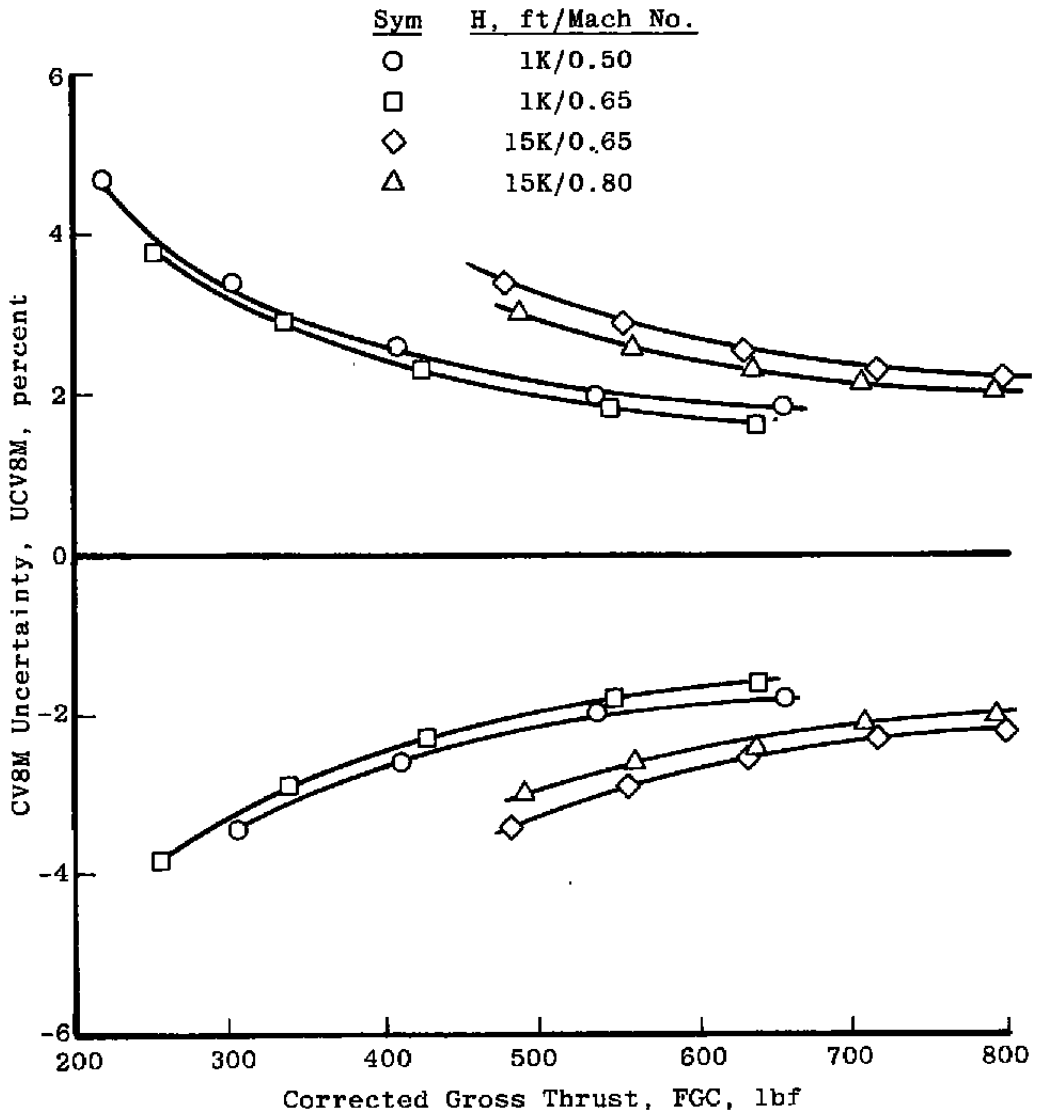 Sym H, ft/Mach No.
1K/0.50
1K/0.65
15K/0.65
15K/0.80
6
4
2
0
-2
-4
-6
CV8M Uncertainty, UCV8M, percent
200 300 400 500 600 700 800
Corrected Gross Thrust, FGC, lbf